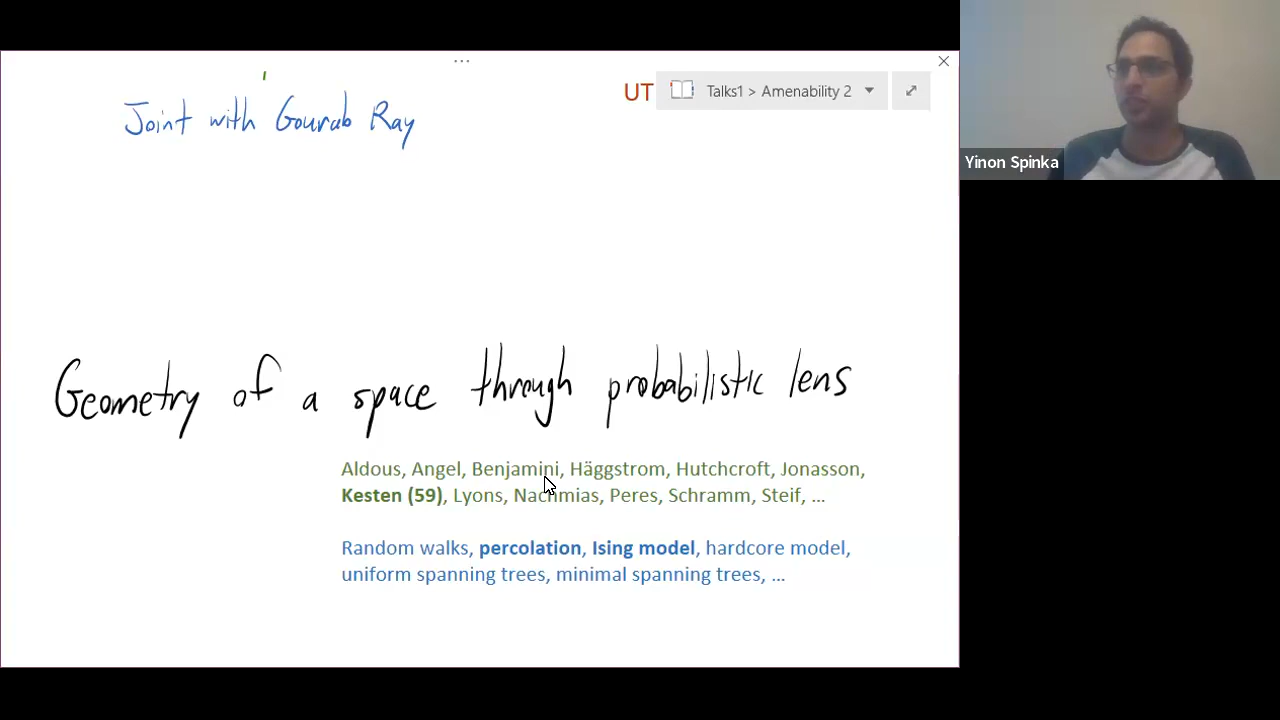 ...
UT
Talks1 > Amenability 2
Joint with Gourab Ray
Yinon Spinka
Geometry of a space through probabilistic lens
Aldous, Angel, Benjamini, Häggstrom, Hutchcroft, Jonasson,
Kesten (59), Lyons, Nachmias, Peres, Schramm, Steif, ...
Random walks, percolation, Ising model, hardcore model,
uniform spanning trees, minimal spanning trees, ...